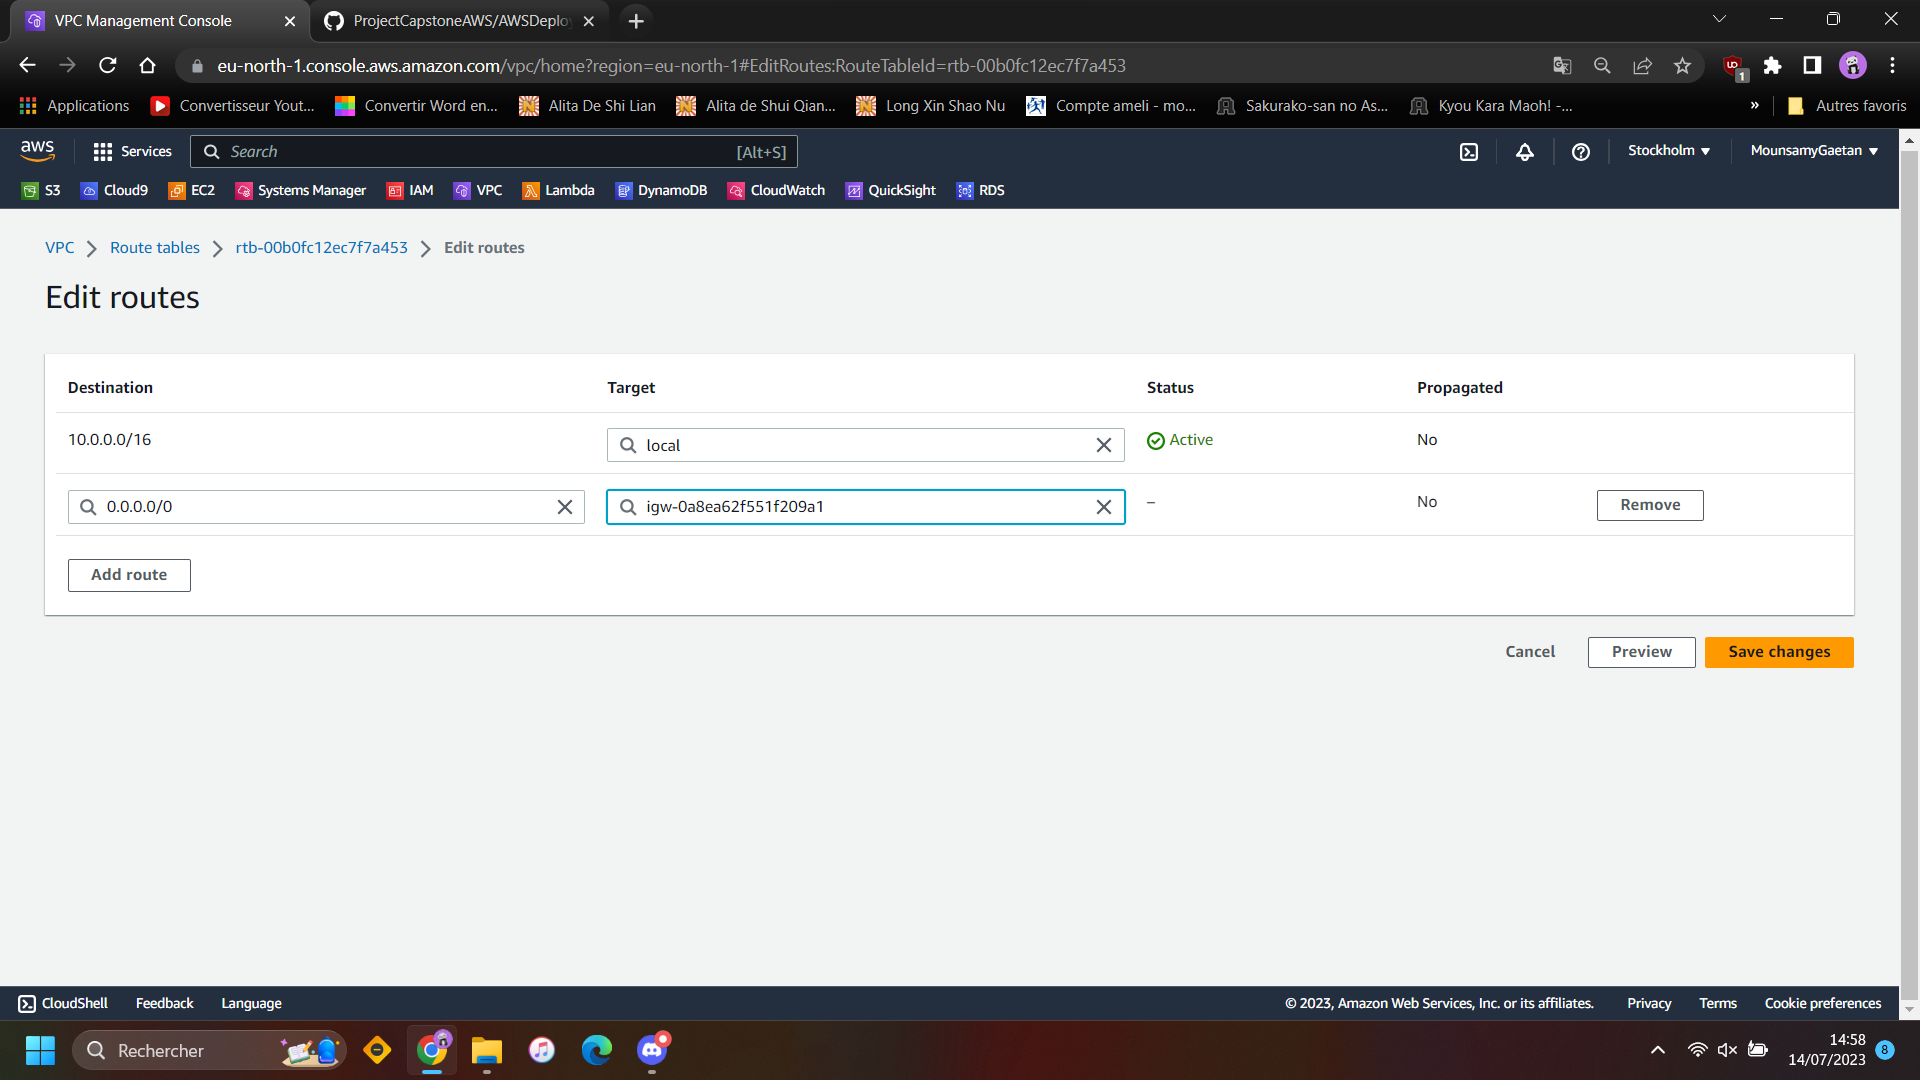 VPC Management Console
ProjectCapstoneAWS/AWSDeploy
eu-north-1.console.aws.amazon.com/vpc/home?region=eu-north-1#EditRoutes:RouteTableId=rtb-00b0fc12ec7f7a453
1
Applications
Convertisseur Yout...
Convertir Word en...
Alita De Shi Lian
Alita de Shui Qian...
Long Xin Shao Nu
Compte ameli - mo...
Sakurako-san no As...
Kyou Kara Maoh! -...
»
Autres favoris
aws
Services
Search
[Alt+S]
Stockholm
MounsamyGaetan
S3
Cloud9
EC2
Systems Manager
IAM
VPC
Lambda
DynamoDB
CloudWatch
QuickSight
RDS
VPC
Route tables
rtb-00b0fc12ec7f7a453
Edit routes
Edit routes
Destination
Target
Status
Propagated
10.0.0.0/16
local
Active
No
0.0.0.0/0
igw-0a8ea62f551f209a1
–
No
Remove
Add route
Cancel
Preview
Save changes
CloudShell
Feedback
Language
© 2023, Amazon Web Services, Inc. or its affiliates.
Privacy
Terms
Cookie preferences
Rechercher
14:58
14/07/2023
8